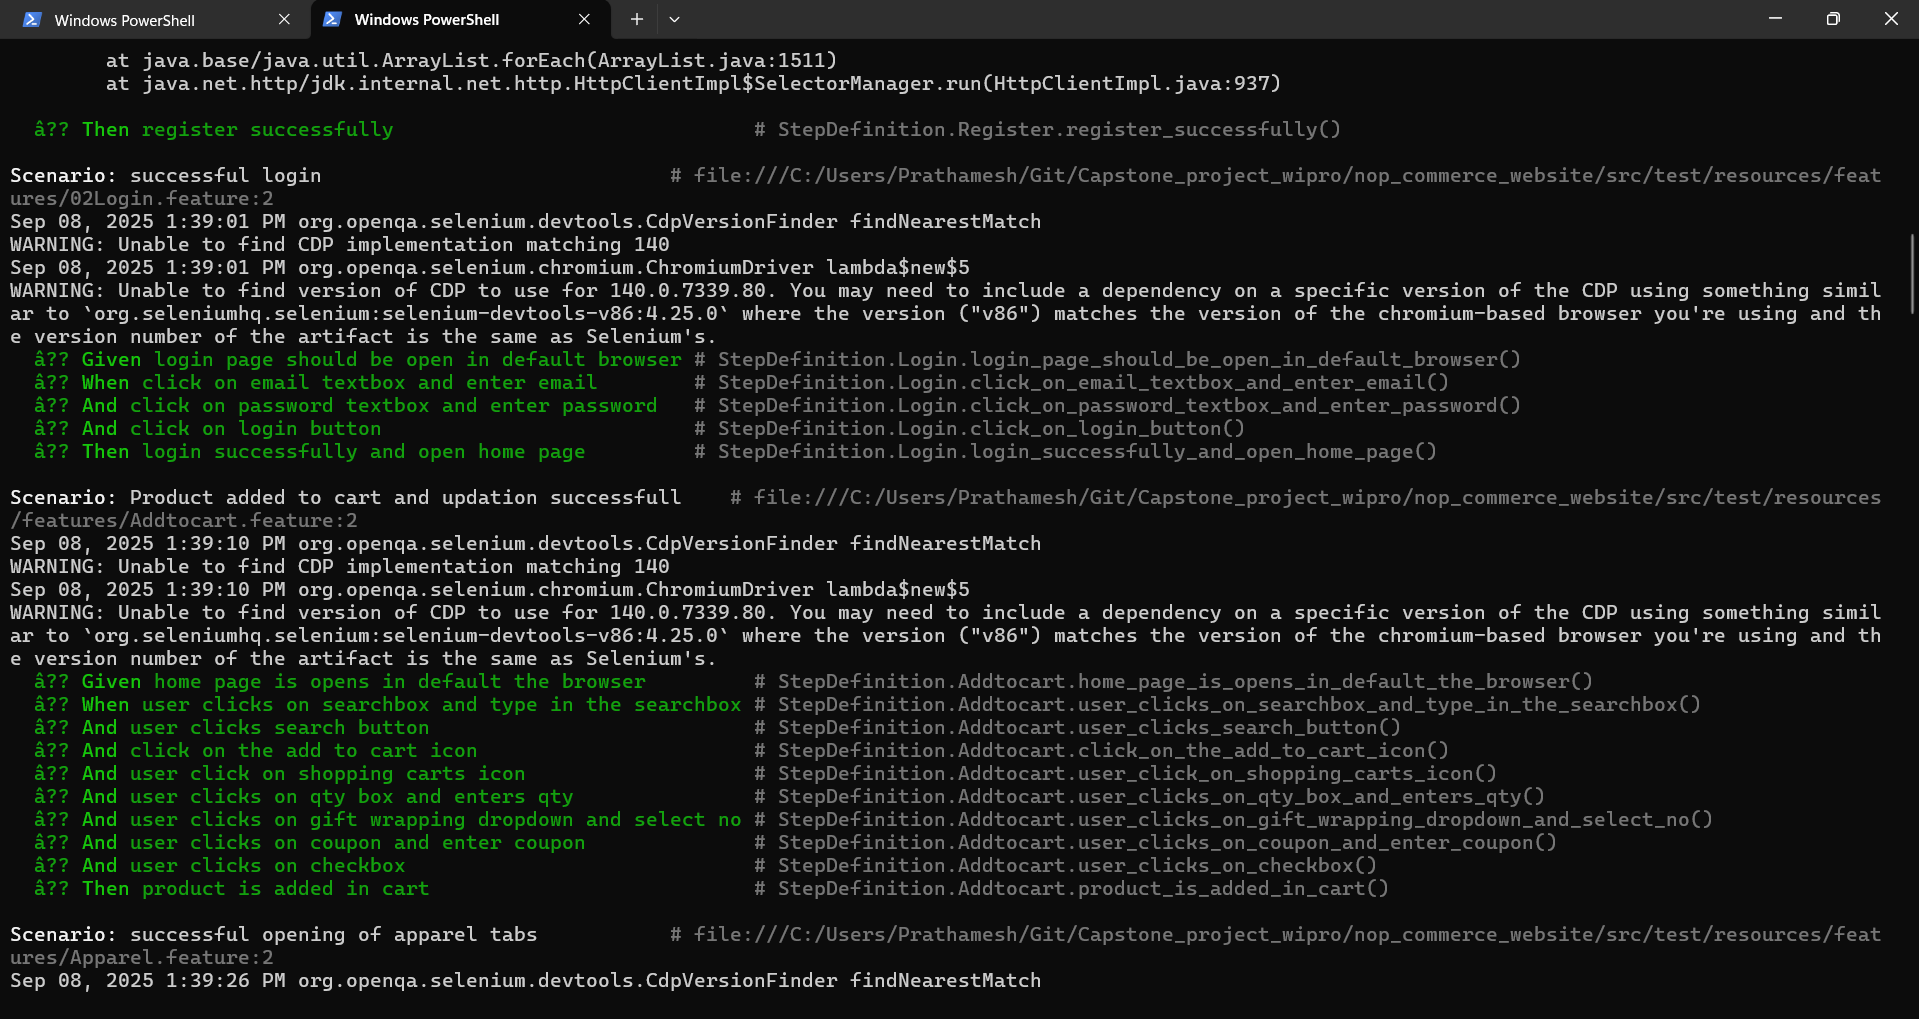 Windows PowerShell
Windows PowerShell
at java.base/java.util.ArrayList.forEach(ArrayList.java:1511)
at java.net.http/jdk.internal.net.http.HttpClientImpl$SelectorManager.run(HttpClientImpl.java:937)
â?? Then register successfully # StepDefinition.Register.register_successfully()
Scenario: successful login # file:///C:/Users/Prathamesh/Git/Capstone_project_wipro/nop_commerce_website/src/test/resources/feat
ures/02Login.feature:2
Sep 08, 2025 1:39:01 PM org.openqa.selenium.devtools.CdpVersionFinder findNearestMatch
WARNING: Unable to find CDP implementation matching 140
Sep 08, 2025 1:39:01 PM org.openqa.selenium.chromium.ChromiumDriver lambda$new$5
WARNING: Unable to find version of CDP to use for 140.0.7339.80. You may need to include a dependency on a specific version of the CDP using something simil
ar to `org.seleniumhq.selenium:selenium-devtools-v86:4.25.0` where the version ("v86") matches the version of the chromium-based browser you're using and th
e version number of the artifact is the same as Selenium's.
â?? Given login page should be open in default browser # StepDefinition.Login.login_page_should_be_open_in_default_browser()
â?? When click on email textbox and enter email # StepDefinition.Login.click_on_email_textbox_and_enter_email()
â?? And click on password textbox and enter password # StepDefinition.Login.click_on_password_textbox_and_enter_password()
â?? And click on login button # StepDefinition.Login.click_on_login_button()
â?? Then login successfully and open home page # StepDefinition.Login.login_successfully_and_open_home_page()
Scenario: Product added to cart and updation successfull # file:///C:/Users/Prathamesh/Git/Capstone_project_wipro/nop_commerce_website/src/test/resources
/features/Addtocart.feature:2
Sep 08, 2025 1:39:10 PM org.openqa.selenium.devtools.CdpVersionFinder findNearestMatch
WARNING: Unable to find CDP implementation matching 140
Sep 08, 2025 1:39:10 PM org.openqa.selenium.chromium.ChromiumDriver lambda$new$5
WARNING: Unable to find version of CDP to use for 140.0.7339.80. You may need to include a dependency on a specific version of the CDP using something simil
ar to `org.seleniumhq.selenium:selenium-devtools-v86:4.25.0` where the version ("v86") matches the version of the chromium-based browser you're using and th
e version number of the artifact is the same as Selenium's.
â?? Given home page is opens in default the browser # StepDefinition.Addtocart.home_page_is_opens_in_default_the_browser()
â?? When user clicks on searchbox and type in the searchbox # StepDefinition.Addtocart.user_clicks_on_searchbox_and_type_in_the_searchbox()
â?? And user clicks search button # StepDefinition.Addtocart.user_clicks_search_button()
â?? And click on the add to cart icon # StepDefinition.Addtocart.click_on_the_add_to_cart_icon()
â?? And user click on shopping carts icon # StepDefinition.Addtocart.user_click_on_shopping_carts_icon()
â?? And user clicks on qty box and enters qty # StepDefinition.Addtocart.user_clicks_on_qty_box_and_enters_qty()
â?? And user clicks on gift wrapping dropdown and select no # StepDefinition.Addtocart.user_clicks_on_gift_wrapping_dropdown_and_select_no()
â?? And user clicks on coupon and enter coupon # StepDefinition.Addtocart.user_clicks_on_coupon_and_enter_coupon()
â?? And user clicks on checkbox # StepDefinition.Addtocart.user_clicks_on_checkbox()
â?? Then product is added in cart # StepDefinition.Addtocart.product_is_added_in_cart()
Scenario: successful opening of apparel tabs # file:///C:/Users/Prathamesh/Git/Capstone_project_wipro/nop_commerce_website/src/test/resources/feat
ures/Apparel.feature:2
Sep 08, 2025 1:39:26 PM org.openqa.selenium.devtools.CdpVersionFinder findNearestMatch